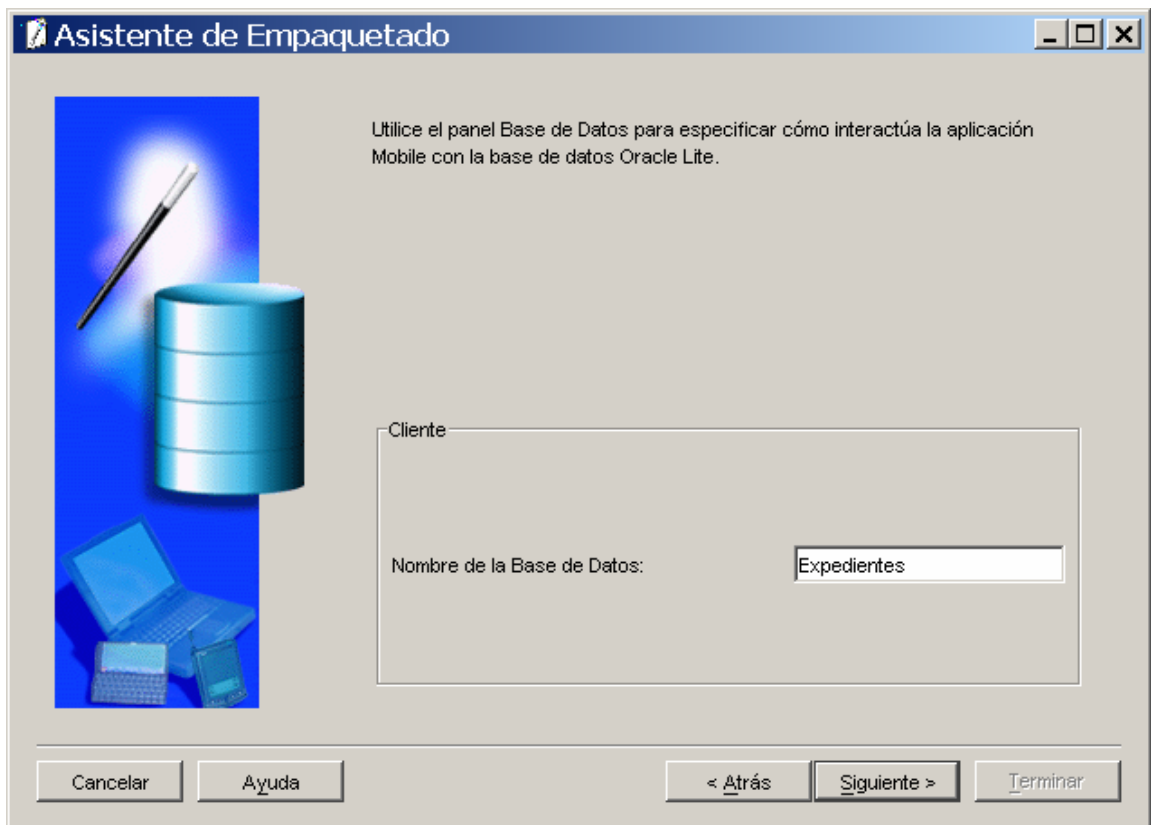 Asistente de Empaquetado
Utilice el panel Base de Datos para especificar cómo interactúa la aplicación
Mobile con la base de datos Oracle Lite.
Cliente
Nombre de la Base de Datos: Expedientes
Cancelar Ayuda < Atrás Siguiente > Terminar